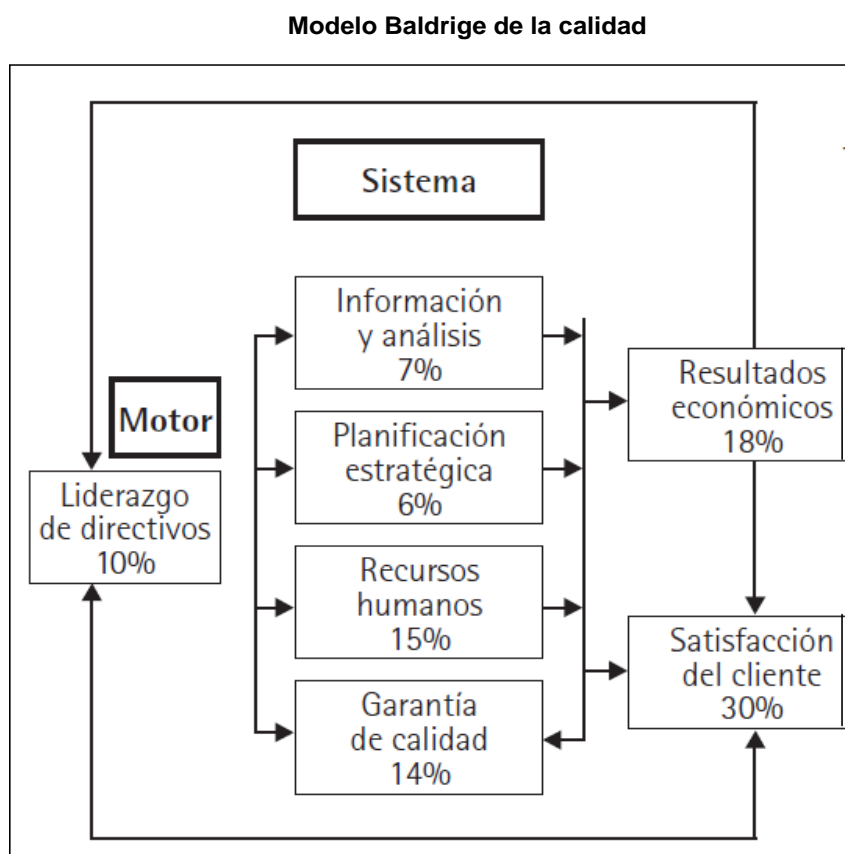 Modelo Baldrige de la calidad
Sistema
Información
y análisis
7%
Motor
Planificación
estratégica
6%
Resultados
económicos
18%
Liderazgo
de directivos
10%
Recursos
humanos
15%
Satisfacción
del cliente
30%
Garantía
de calidad
14%